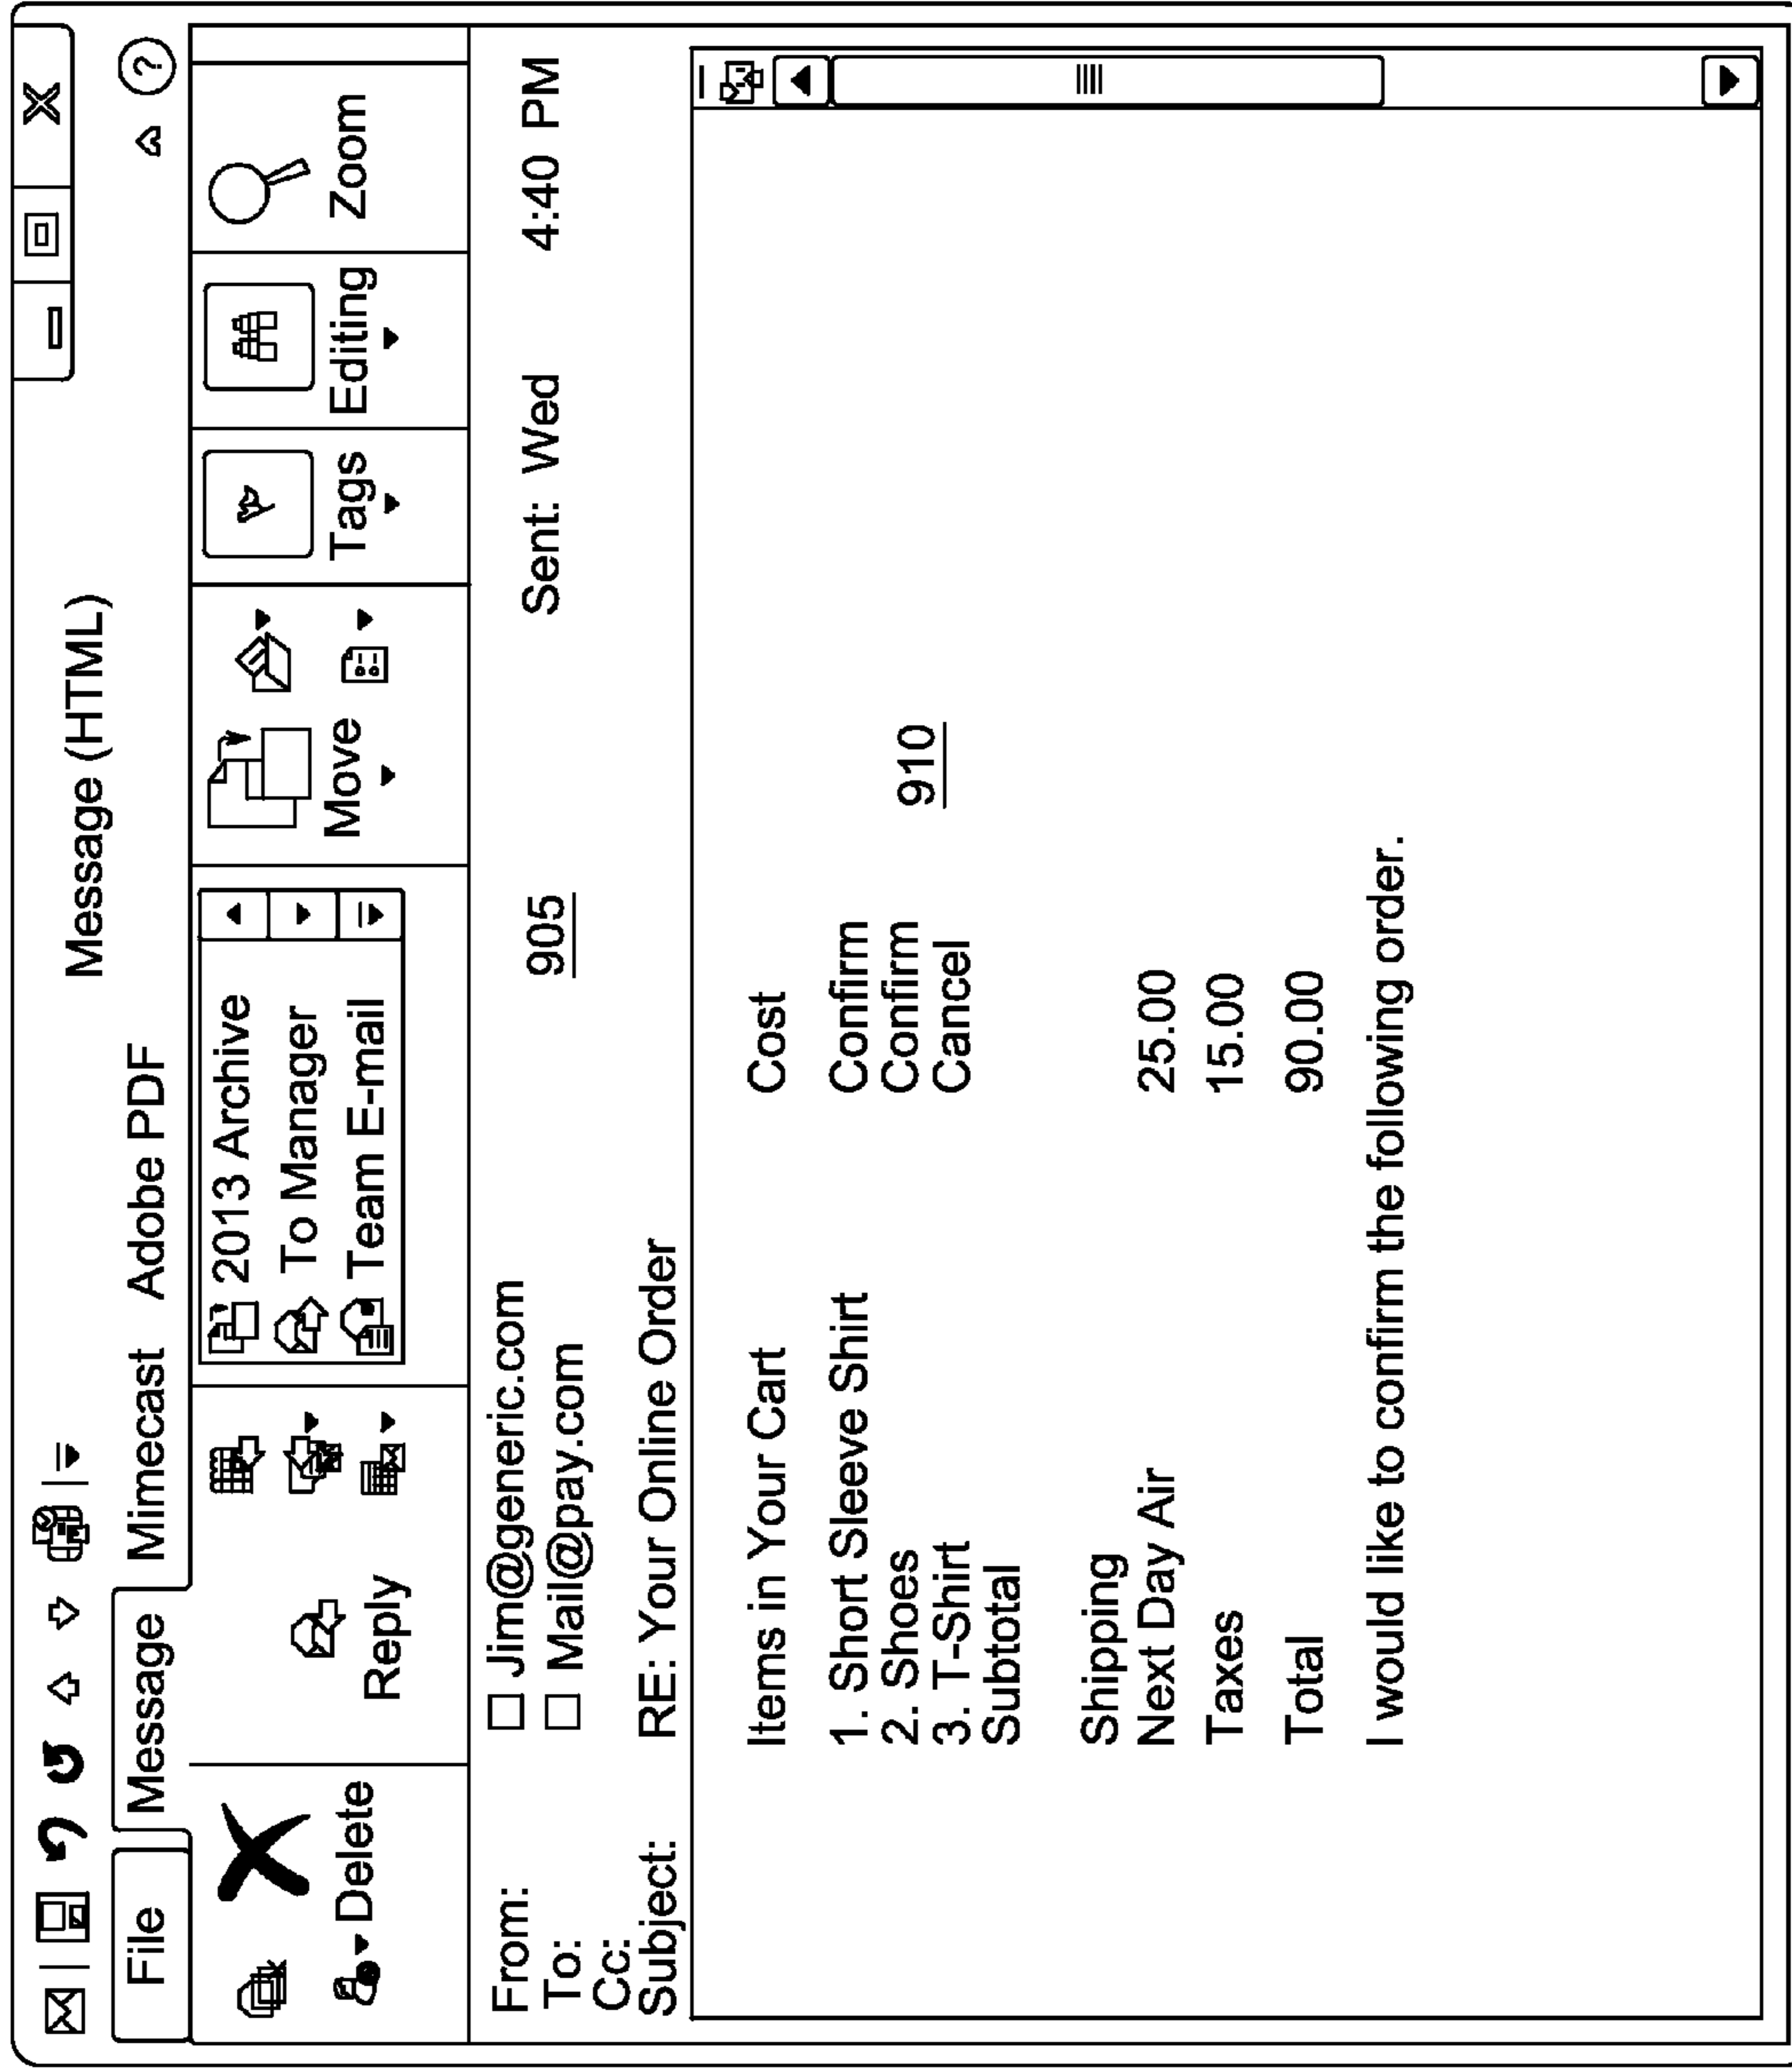 Message (HTML)
File Message Mimecast Adobe PDF ?
Delete
Reply
2013 Archive
To Manager
Team E-mail
Move
Tags
Editing
Zoom
From: Jim@generic.com 905 Sent: Wed 4:40 PM
To: Mail@pay.com
Cc:
Subject: RE: Your Online Order
Items in Your Cart Cost
1. Short Sleeve Shirt Confirm
2. Shoes Confirm 910
3. T-Shirt Cancel
Subtotal
Shipping
Next Day Air 25.00
Taxes 15.00
Total 90.00
I would like to confirm the following order.